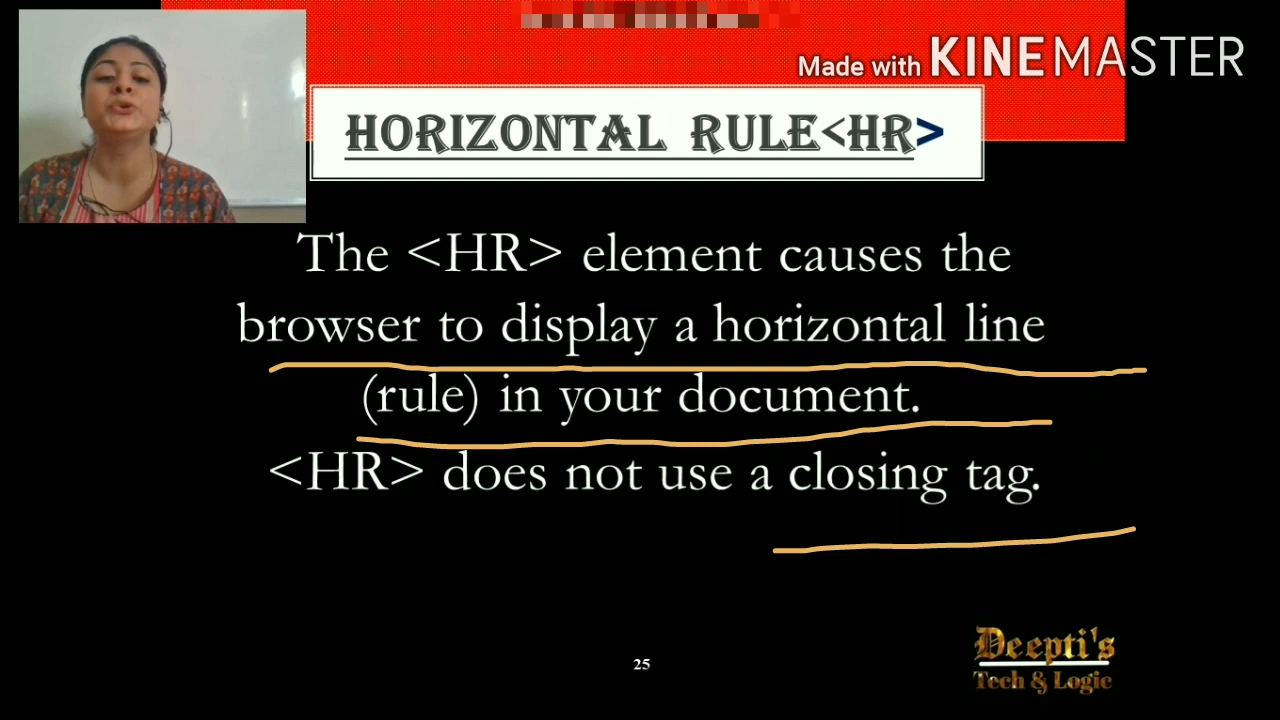 Made with KINEMASTER
HORIZONTAL RULE<HR>
The <HR> element causes the
browser to display a horizontal line
(rule) in your document.
<HR> does not use a closing tag.
25
Deepti's
Tech & Logic